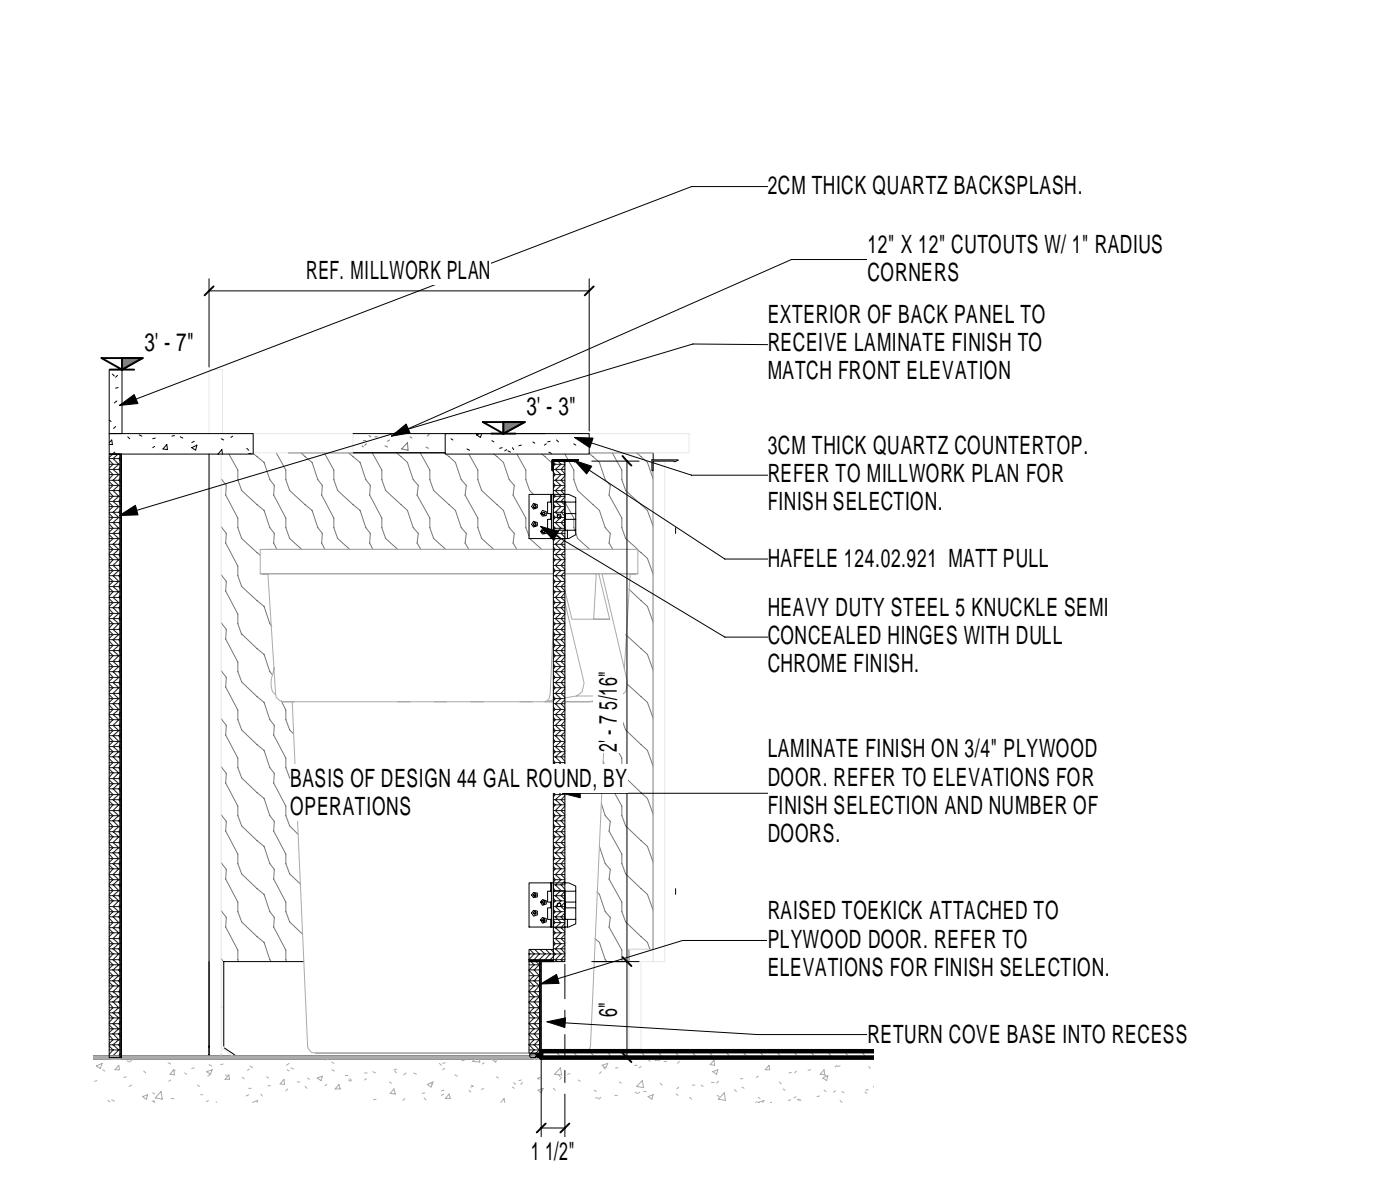 2CM THICK QUARTZ BACKSPLASH.
12" X 12" CUTOUTS W/ 1" RADIUS
CORNERS
REF. MILLWORK PLAN
EXTERIOR OF BACK PANEL TO
RECEIVE LAMINATE FINISH TO
MATCH FRONT ELEVATION
3' - 7"
3' - 3"
3CM THICK QUARTZ COUNTERTOP.
REFER TO MILLWORK PLAN FOR
FINISH SELECTION.
HAFELE 124.02.921  MATT PULL
HEAVY DUTY STEEL 5 KNUCKLE SEMI
CONCEALED HINGES WITH DULL
CHROME FINISH.
2' - 7 5/16"
BASIS OF DESIGN 44 GAL ROUND, BY
OPERATIONS
LAMINATE FINISH ON 3/4" PLYWOOD
DOOR. REFER TO ELEVATIONS FOR
FINISH SELECTION AND NUMBER OF
DOORS.
RAISED TOEKICK ATTACHED TO
PLYWOOD DOOR. REFER TO
ELEVATIONS FOR FINISH SELECTION.
6"
RETURN COVE BASE INTO RECESS
1 1/2"